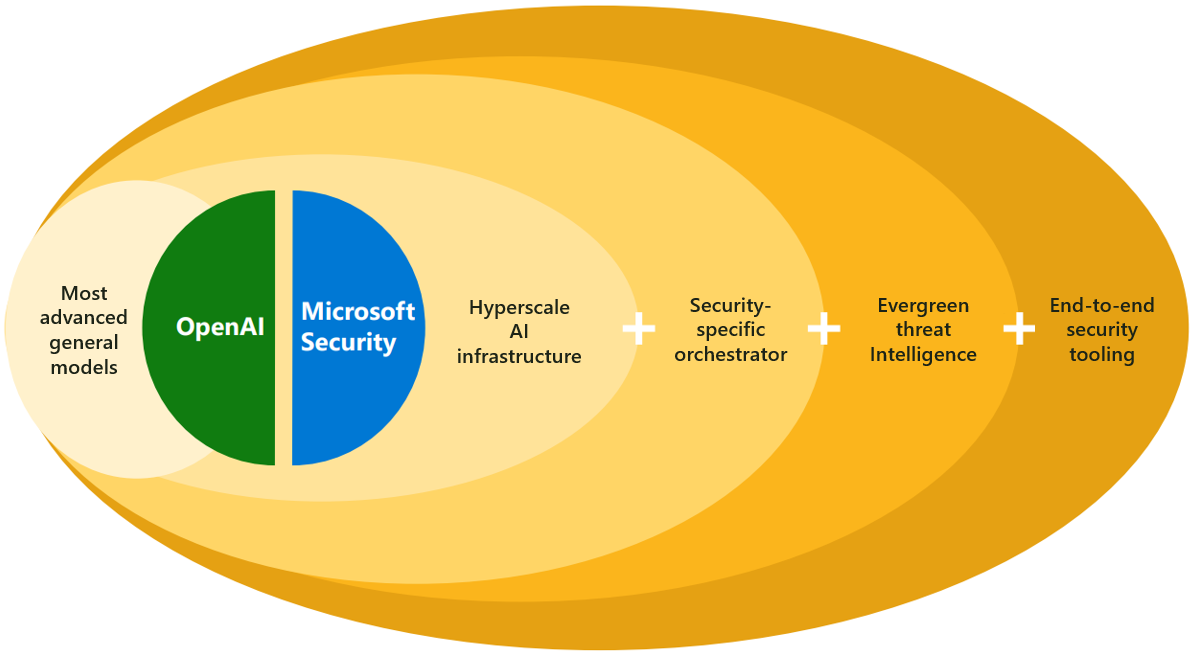 Most
advanced
general
models
OpenAI
Microsoft
Security
Hyperscale
AI
infrastructure
Security-
specific
orchestrator
Evergreen
threat
Intelligence
End-to-end
security
tooling